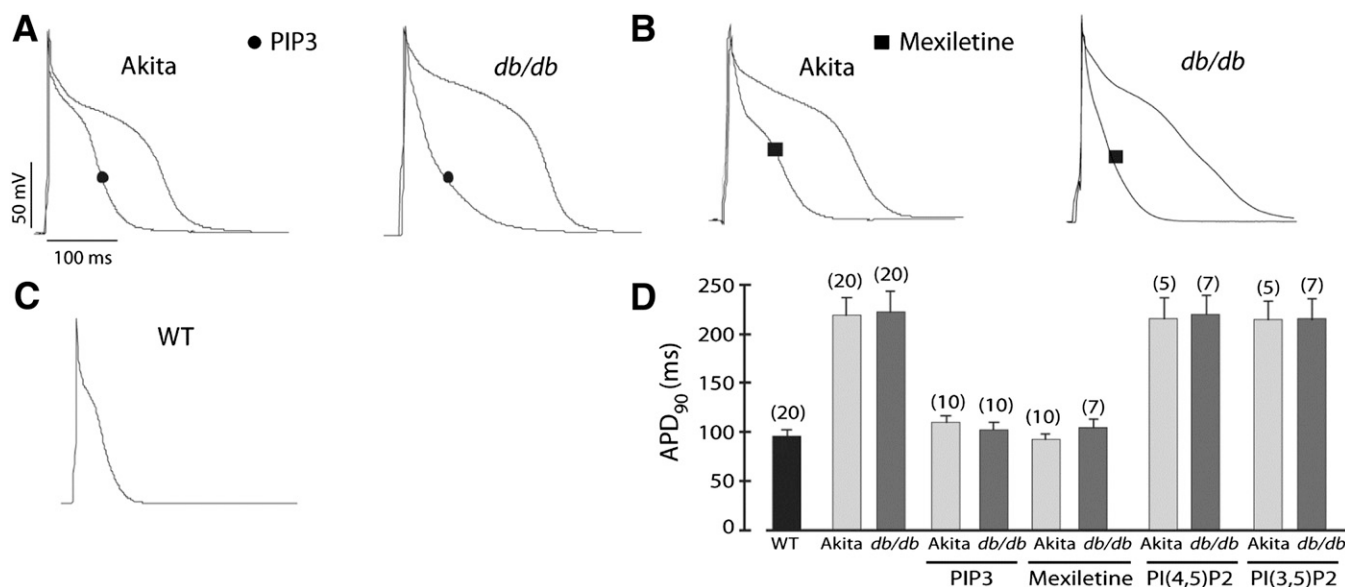 A
● PIP3
Akita
db/db
50 mV
100 ms
B
■ Mexiletine
Akita
db/db
C
WT
D
APD90 (ms)
250
200
150
100
50
0
(20)
(20)
(20)
(10)
(10)
(10)
(7)
(5)
(7)
(5)
(7)
WT
Akita db/db
Akita db/db
Akita db/db
Akita db/db
Akita db/db
PIP3
Mexiletine
PI(4,5)P2
PI(3,5)P2